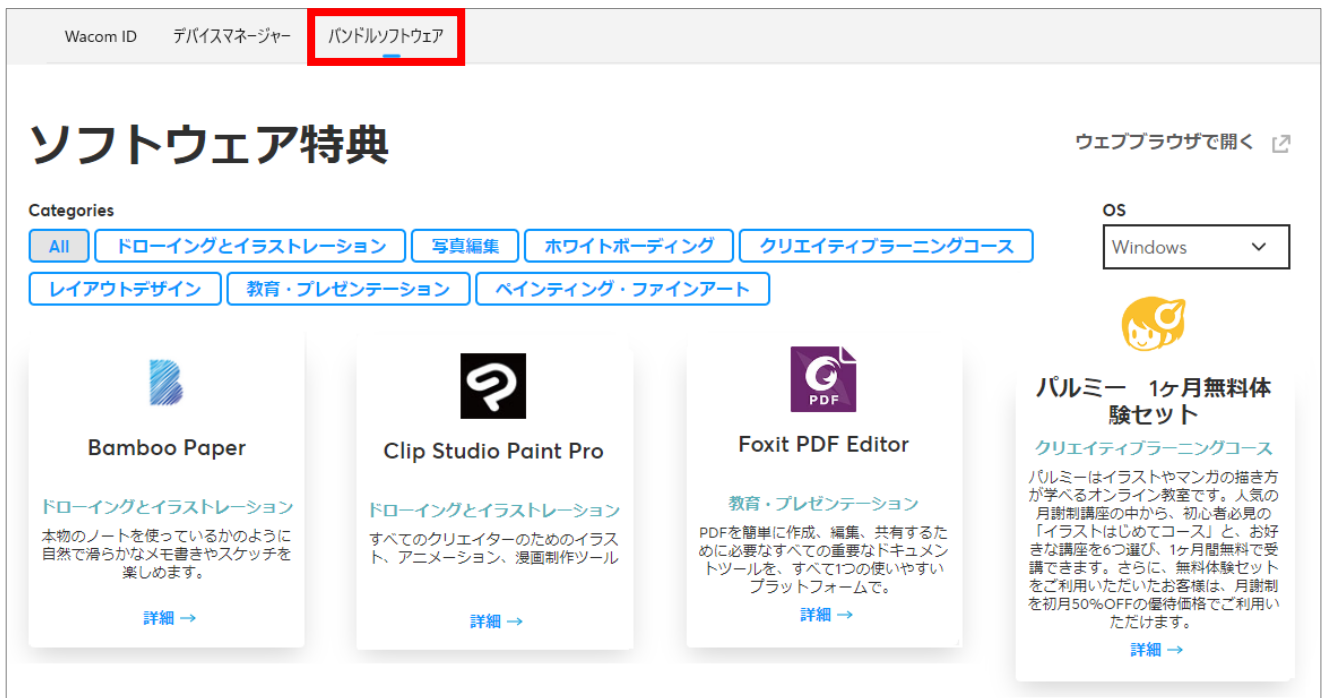 Wacom ID デバイスマネージャー バンドルソフトウェア
ソフトウェア特典
ウェブブラウザで開く
Categories
OS
All ドローイングとイラストレーション 写真編集 ホワイトボーディング クリエイティブラーニングコース
Windows
レイアウトデザイン 教育・プレゼンテーション ペインティング・ファインアート
Bamboo Paper
ドローイングとイラストレーション
本物のノートを使っているかのように
自然で滑らかなメモ書きやスケッチを
楽しめます。
詳細 →
Clip Studio Paint Pro
ドローイングとイラストレーション
すべてのクリエイターのためのイラス
ト、アニメーション、漫画制作ツール
詳細 →
PDF
Foxit PDF Editor
教育・プレゼンテーション
PDFを簡単に作成、編集、共有するた
めに必要なすべての重要なドキュメン
トツールを、すべて1つの使いやすい
プラットフォームで。
詳細 →
パルミー 1ヶ月無料体
験セット
クリエイティブラーニングコース
パルミーはイラストやマンガの描き方
が学べるオンライン教室です。人気の
月謝制講座の中から、初心者必見の
「イラストはじめてコース」と、お好
きな講座を6つ選び、1ヶ月間無料で受
講できます。さらに、無料体験セット
をご利用いただいたお客様は、月謝制
を初月50%OFFの優待価格でご利用い
ただけます。
詳細 →